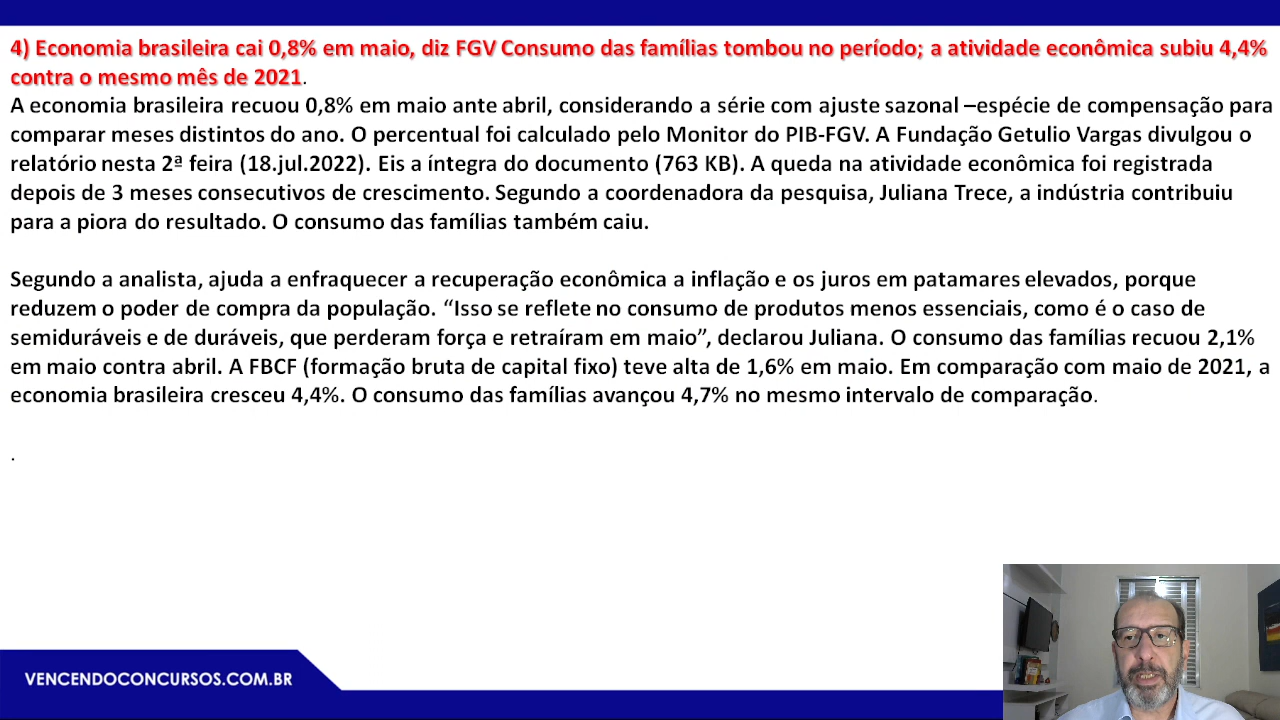 4) Economia brasileira cai 0,8% em maio, diz FGV Consumo das famílias tombou no período; a atividade econômica subiu 4,4%
contra o mesmo mês de 2021.
A economia brasileira recuou 0,8% em maio ante abril, considerando a série com ajuste sazonal –espécie de compensação para
comparar meses distintos do ano. O percentual foi calculado pelo Monitor do PIB-FGV. A Fundação Getulio Vargas divulgou o
relatório nesta 2ª feira (18.jul.2022). Eis a íntegra do documento (763 KB). A queda na atividade econômica foi registrada
depois de 3 meses consecutivos de crescimento. Segundo a coordenadora da pesquisa, Juliana Trece, a indústria contribuiu
para a piora do resultado. O consumo das famílias também caiu.
Segundo a analista, ajuda a enfraquecer a recuperação econômica a inflação e os juros em patamares elevados, porque
reduzem o poder de compra da população. “Isso se reflete no consumo de produtos menos essenciais, como é o caso de
semiduráveis e de duráveis, que perderam força e retraíram em maio”, declarou Juliana. O consumo das famílias recuou 2,1%
em maio contra abril. A FBCF (formação bruta de capital fixo) teve alta de 1,6% em maio. Em comparação com maio de 2021, a
economia brasileira cresceu 4,4%. O consumo das famílias avançou 4,7% no mesmo intervalo de comparação.
.
VENCENDOCONCURSOS.COM.BR